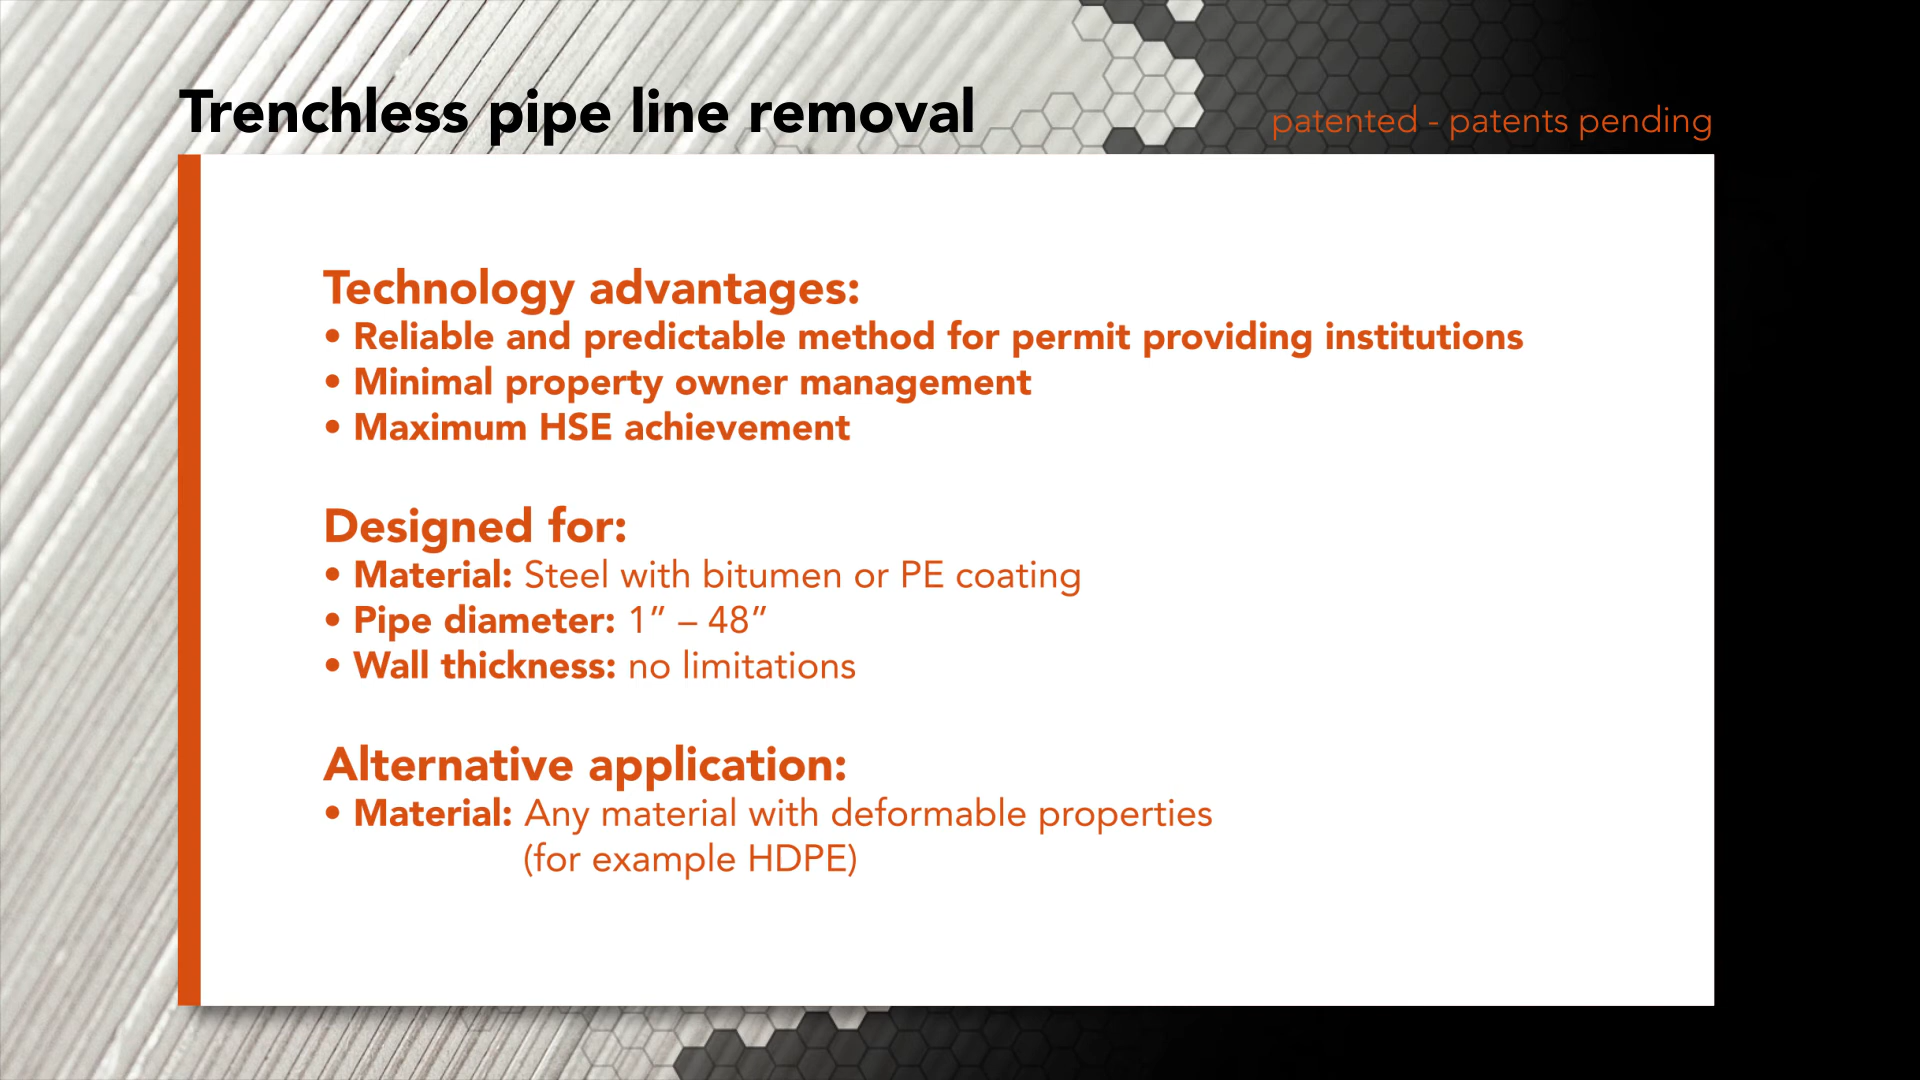 Trenchless pipe line removal
patented - patents pending
Technology advantages:
• Reliable and predictable method for permit providing institutions
• Minimal property owner management
• Maximum HSE achievement
Designed for:
• Material: Steel with bitumen or PE coating
• Pipe diameter: 1” – 48”
• Wall thickness: no limitations
Alternative application:
• Material: Any material with deformable properties
(for example HDPE)